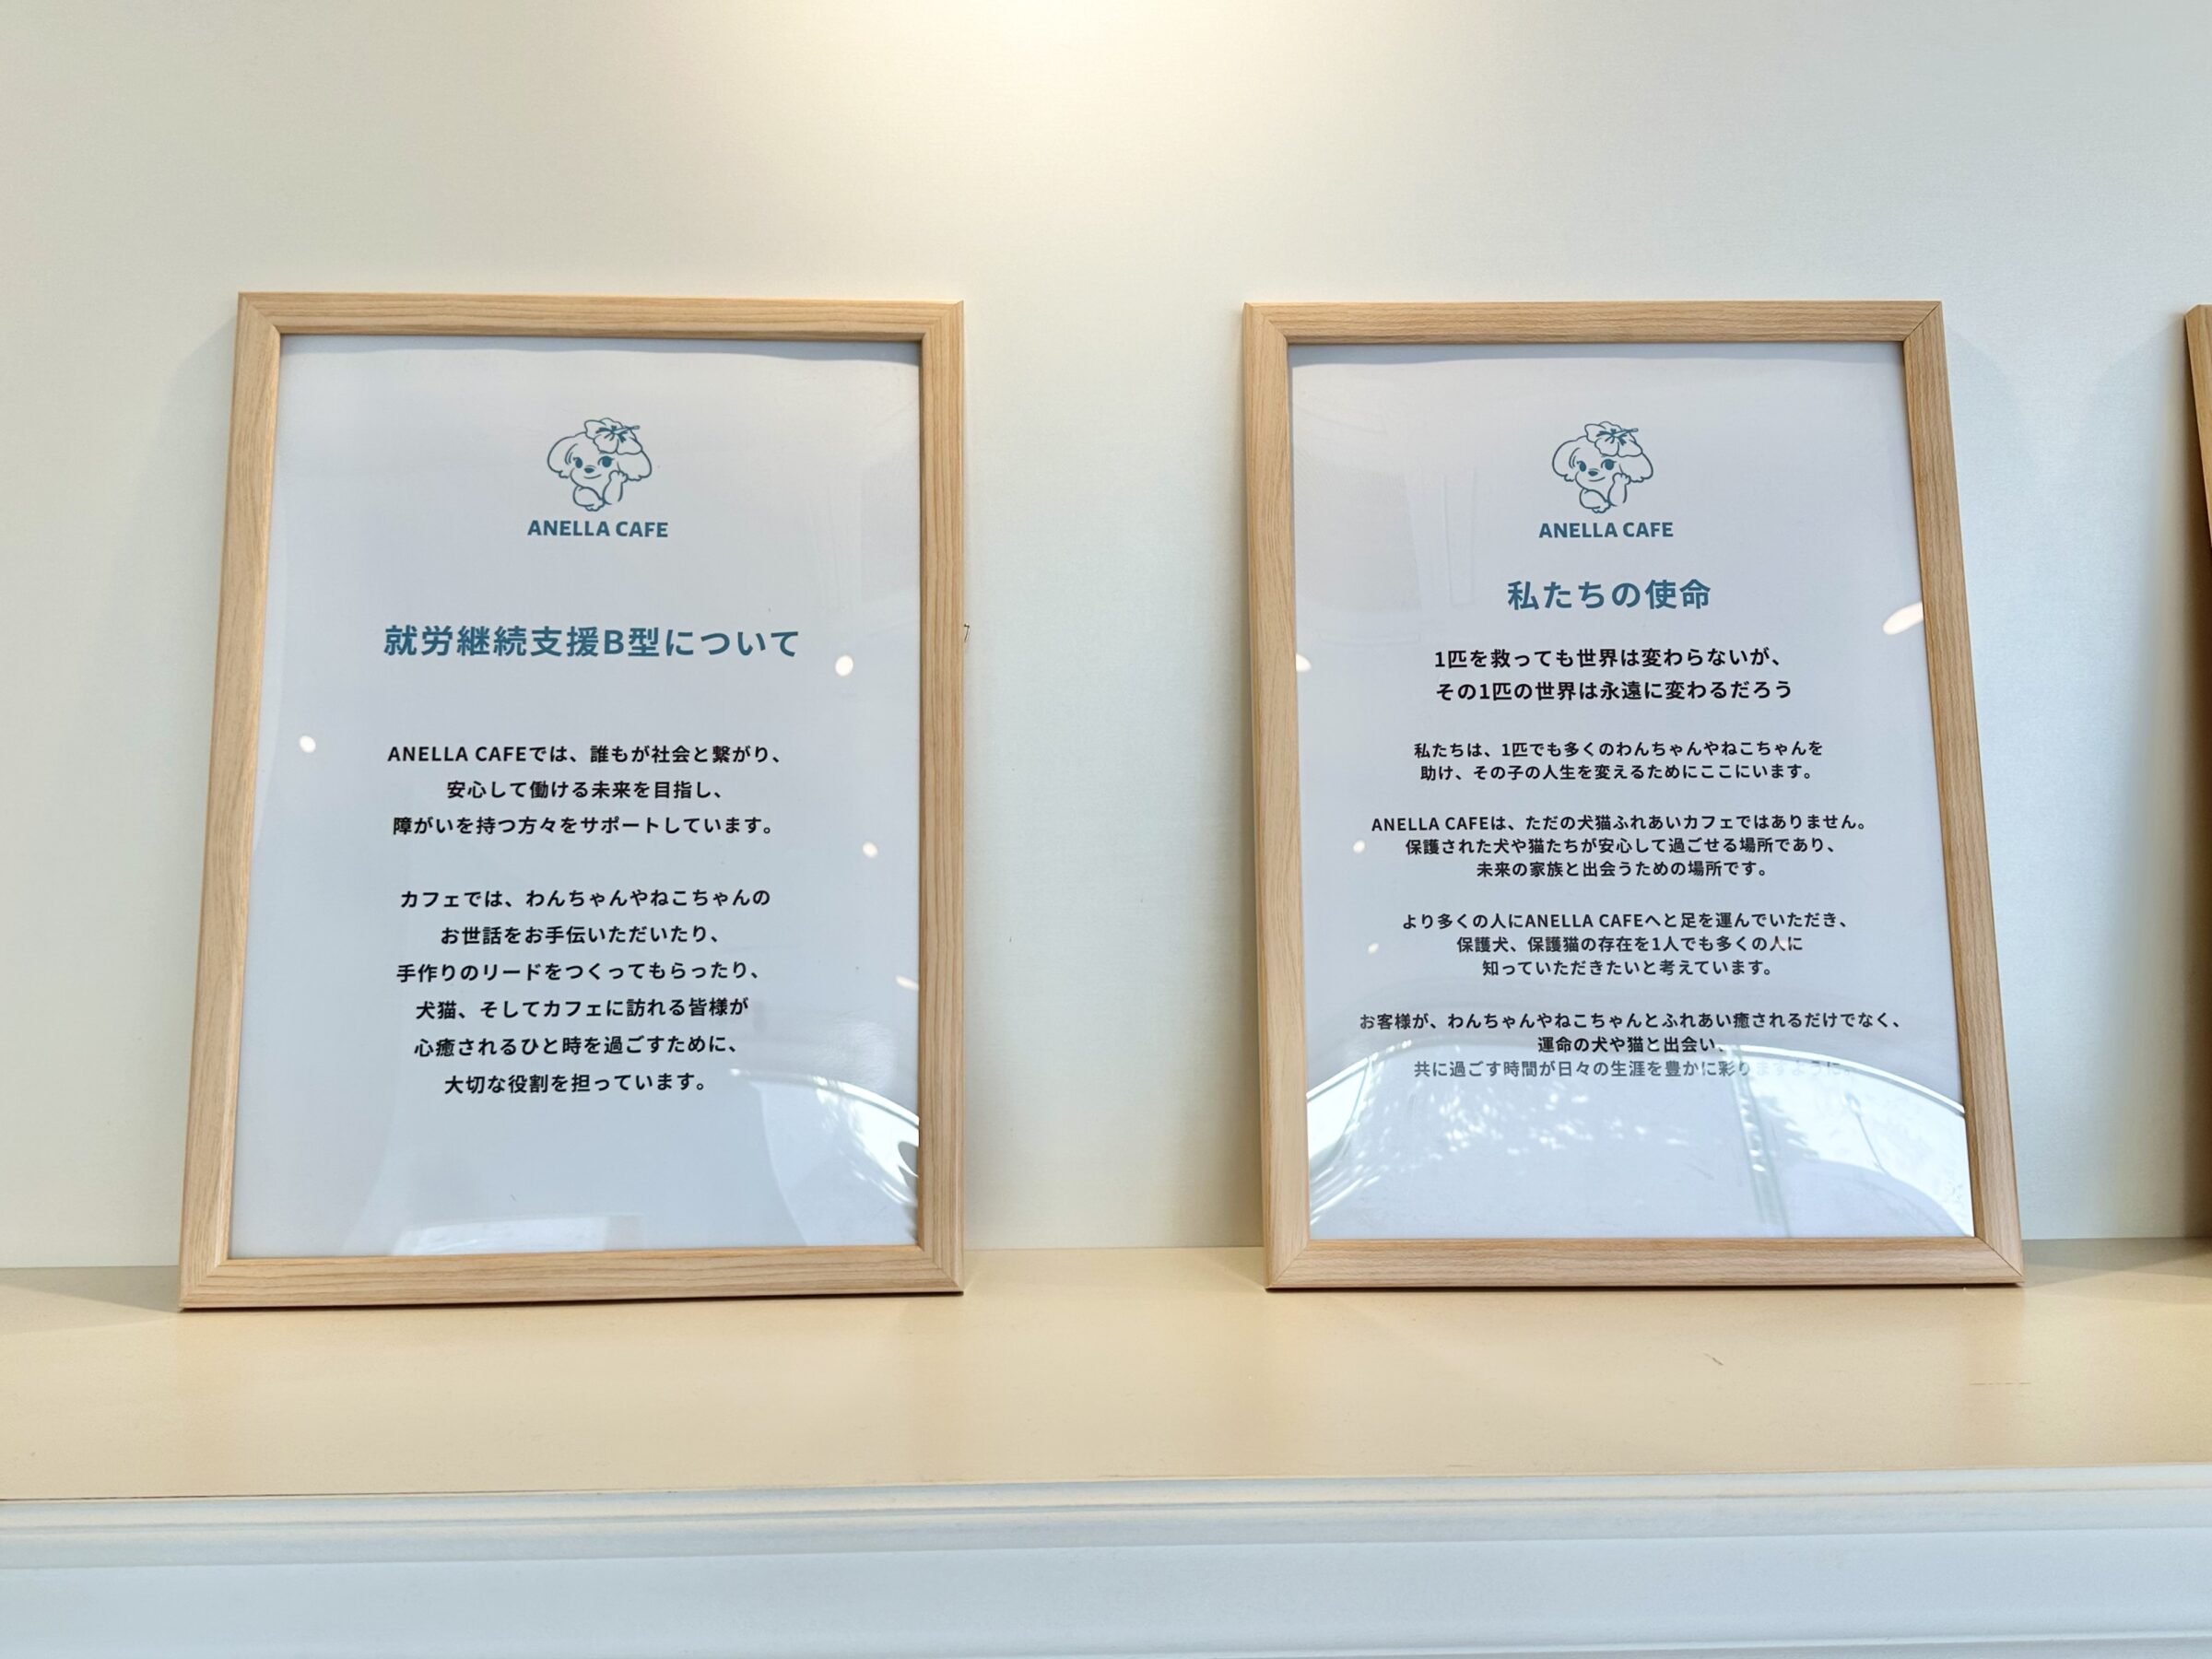 ANELLA CAFE
就労継続支援B型について
ANELLA CAFEでは、誰もが社会と繋がり、
安心して働ける未来を目指し、
障がいを持つ方々をサポートしています。
カフェでは、わんちゃんやねこちゃんの
お世話をお手伝いただいたり、
手作りのリードをつくってもらったり、
犬猫、そしてカフェに訪れる皆様が
心癒されるひと時を過ごすために、
大切な役割を担っています。
ANELLA CAFE
私たちの使命
1匹を救っても世界は変わらないが、
その1匹の世界は永遠に変わるだろう
私たちは、1匹でも多くのわんちゃんやねこちゃんを
助け、その子の人生を変えるためにここにいます。
ANELLA CAFEは、ただの犬猫ふれあいカフェではありません。
保護された犬や猫たちが安心して過ごせる場所であり、
未来の家族と出会うための場所です。
より多くの人にANELLA CAFEへと足を運んでいただき、
保護犬、保護猫の存在を1人でも多くの人に
知っていただきたいと考えています。
お客様が、わんちゃんやねこちゃんとふれあい癒されるだけでなく、
運命の犬や猫と出会い、
共に過ごす時間が日々の生涯を豊かに彩りますように。